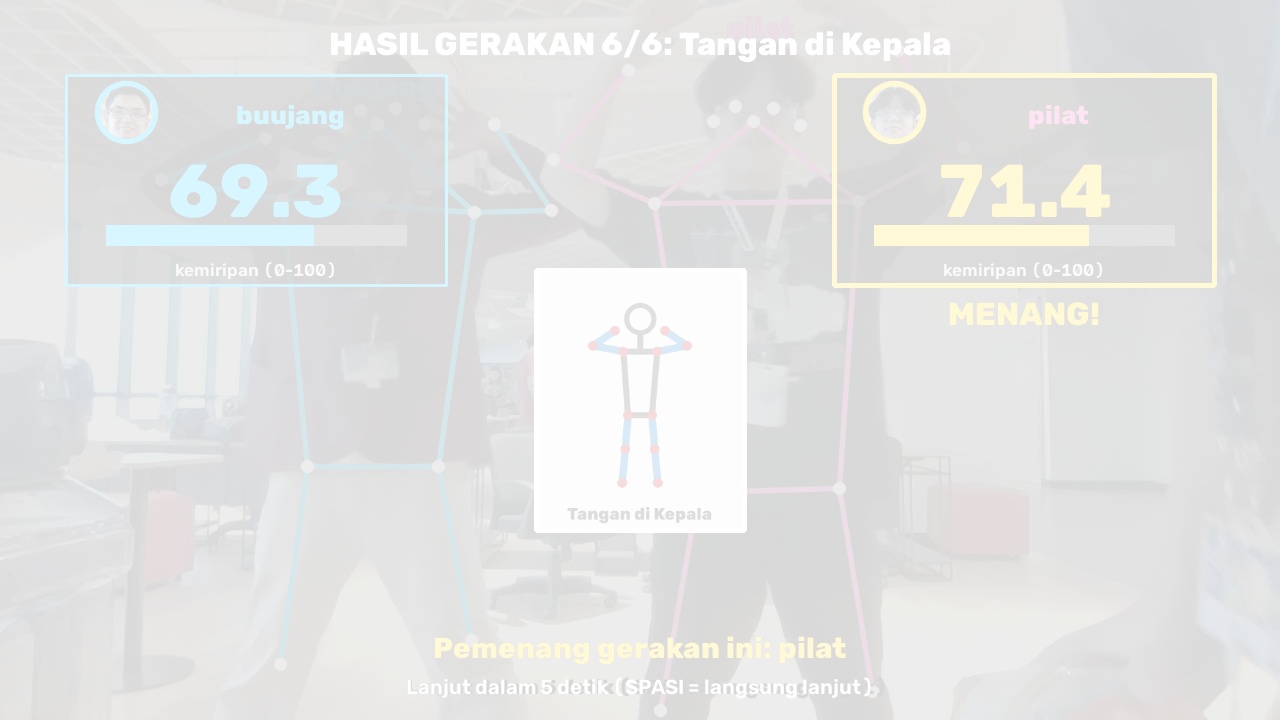 pilat
HASIL GERAKAN 6/6: Tangan di Kepala
buujang
69.3
kemiripan (0-100)
pilat
71.4
kemiripan (0-100)
MENANG!
Tangan di Kepala
Pemenang gerakan ini: pilat
Lanjut dalam 5 detik (SPASI = langsung lanjut)